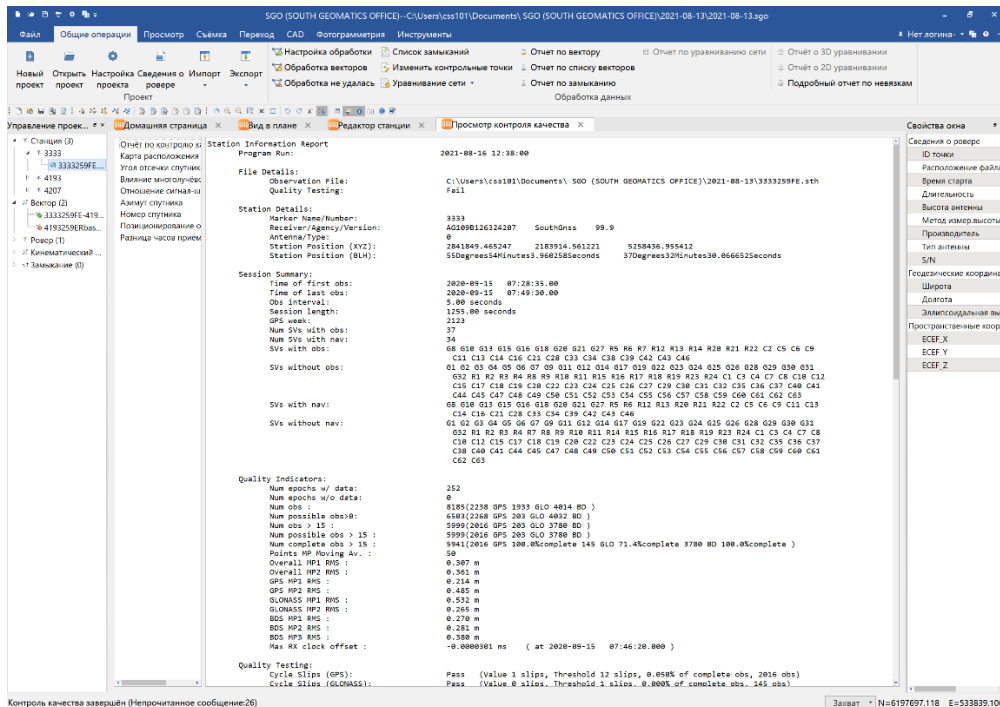 SGO (SOUTH GEOMATICS OFFICE)--C:\Users\css101\Documents\ SGO (SOUTH GEOMATICS OFFICE)\2021-08-13\2021-08-13.sgo
Файл Общие операции Просмотр Съёмка Переход CAD Фотограмметрия Инструменты Нет логина-
Новый проект Открыть проект Настройка проекта Сведения о ровере Импорт Экспорт
Проект
Настройка обработки Список замыканий Отчет по вектору Отчет по уравниванию сети Отчёт о 3D уравнивании
Обработка векторов Изменить контрольные точки Отчет по списку векторов Отчёт о 2D уравнивании
Обработка не удалась Уравнивание сети Отчет по замыканию Подробный отчет по невязкам
Обработка данных
Управление проек... Домашняя страница Вид в плане Редактор станции Просмотр контроля качества Свойства окна
Станция (3)
3333
3333259FE...
4193
4207
Вектор (2)
3333259FE-419...
4193259ERbas...
Ровер (1)
Кинематический ...
Замыкание (0)
Отчёт по контролю к
Карта расположения
Угол отсечки спутник
Влияние многолучёво
Отношение сигнал-ш
Азимут спутника
Номер спутника
Позиционирование о
Разница часов приём
Station Information Report
Program Run: 2021-08-16 12:38:00
File Details:
Observation File: C:\Users\css101\Documents\ SGO (SOUTH GEOMATICS OFFICE)\2021-08-13\3333259FE.sth
Quality Testing: Fail
Station Details:
Marker Name/Number: 3333
Receiver/Agency/Version: AG109B126324207 SouthGnss 99.9
Antenna/Type: 0
Station Position (XYZ): 2841849.465247 2183914.561221 5258436.955412
Station Position (BLH): 55Degrees54Minutes3.960258Seconds 37Degrees32Minutes30.066652Seconds
Session Summary:
Time of first obs: 2020-09-15 07:28:35.00
Time of last obs: 2020-09-15 07:49:30.00
Obs interval: 5.00 seconds
Session length: 1255.00 seconds
GPS week: 2123
Num SVs with obs: 37
Num SVs with nav: 34
SVs with obs: G8 G10 G13 G15 G16 G18 G20 G21 G27 R5 R6 R7 R12 R13 R14 R20 R21 R22 C2 C5 C6 C9
C11 C13 C14 C16 C21 C28 C33 C34 C38 C39 C42 C43 C46
SVs without obs: G1 G2 G3 G4 G5 G6 G7 G9 G11 G12 G14 G17 G19 G22 G23 G24 G25 G26 G28 G29 G30 G31
G32 R1 R2 R3 R4 R8 R9 R10 R11 R15 R16 R17 R18 R19 R23 R24 C1 C3 C4 C7 C8 C10 C12
C15 C17 C18 C19 C20 C22 C23 C24 C25 C26 C27 C29 C30 C31 C32 C35 C36 C37 C40 C41
C44 C45 C47 C48 C49 C50 C51 C52 C53 C54 C55 C56 C57 C58 C59 C60 C61 C62 C63
SVs with nav: G8 G10 G13 G15 G16 G18 G20 G21 G27 R5 R6 R12 R13 R20 R21 R22 C2 C5 C6 C9 C11 C13
C14 C16 C21 C28 C33 C34 C39 C42 C43 C46
SVs without nav: G1 G2 G3 G4 G5 G6 G7 G9 G11 G12 G14 G17 G19 G22 G23 G24 G25 G26 G28 G29 G30 G31
G32 R1 R2 R3 R4 R7 R8 R9 R10 R11 R14 R15 R16 R17 R18 R19 R23 R24 C1 C3 C4 C7 C8
C10 C12 C15 C17 C18 C19 C20 C22 C23 C24 C25 C26 C27 C29 C30 C31 C32 C35 C36 C37
C38 C40 C41 C44 C45 C47 C48 C49 C50 C51 C52 C53 C54 C55 C56 C57 C58 C59 C60 C61
C62 C63
Quality Indicators:
Num epochs w/ data: 252
Num epochs w/o data: 0
Num obs : 8185(2238 GPS 1933 GLO 4014 BD )
Num possible obs>0: 6503(2268 GPS 203 GLO 4032 BD )
Num obs > 15 : 5999(2016 GPS 203 GLO 3780 BD )
Num possible obs > 15 : 5999(2016 GPS 203 GLO 3780 BD )
Num complete obs > 15 : 5941(2016 GPS 100.0%complete 145 GLO 71.4%complete 3780 BD 100.0%complete )
Points MP Moving Av. : 50
Overall MP1 RMS : 0.307 m
Overall MP2 RMS : 0.361 m
GPS MP1 RMS : 0.214 m
GPS MP2 RMS : 0.485 m
GLONASS MP1 RMS : 0.532 m
GLONASS MP2 RMS : 0.265 m
BDS MP1 RMS : 0.270 m
BDS MP2 RMS : 0.281 m
BDS MP3 RMS : 0.380 m
Max RX clock offset : -0.0000301 ms ( at 2020-09-15 07:46:20.000 )
Quality Testing:
Cycle Slips (GPS): Pass (Value 1 slips, Threshold 12 slips, 0.050% of complete obs, 2016 obs)
Cycle Slips (GLONASS): Pass (Value 0 slips, Threshold 1 slips, 0.000% of complete obs, 145 obs)
Сведения о ровере
ID точки
Расположение файла
Время старта
Длительность
Высота антенны
Метод измер.высоты
Производитель
Тип антенны
S/N
Геодезические координа
Широта
Долгота
Эллипсоидальная вы
Пространственные коор
ECEF_X
ECEF_Y
ECEF_Z
Контроль качества завершён (Непрочитанное сообщение:26) Захват N=6197697.118 E=533839.100